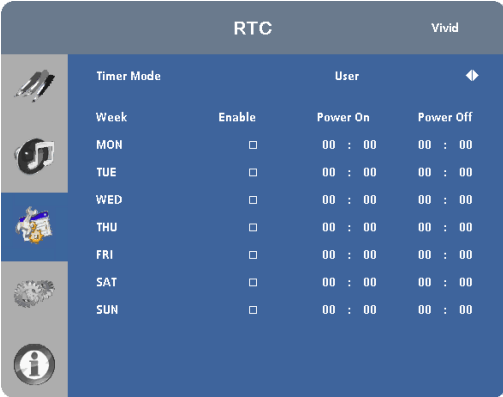 RTC Vivid
Timer Mode User
Week Enable Power On Power Off
MON 00 : 00 00 : 00
TUE 00 : 00 00 : 00
WED 00 : 00 00 : 00
THU 00 : 00 00 : 00
FRI 00 : 00 00 : 00
SAT 00 : 00 00 : 00
SUN 00 : 00 00 : 00